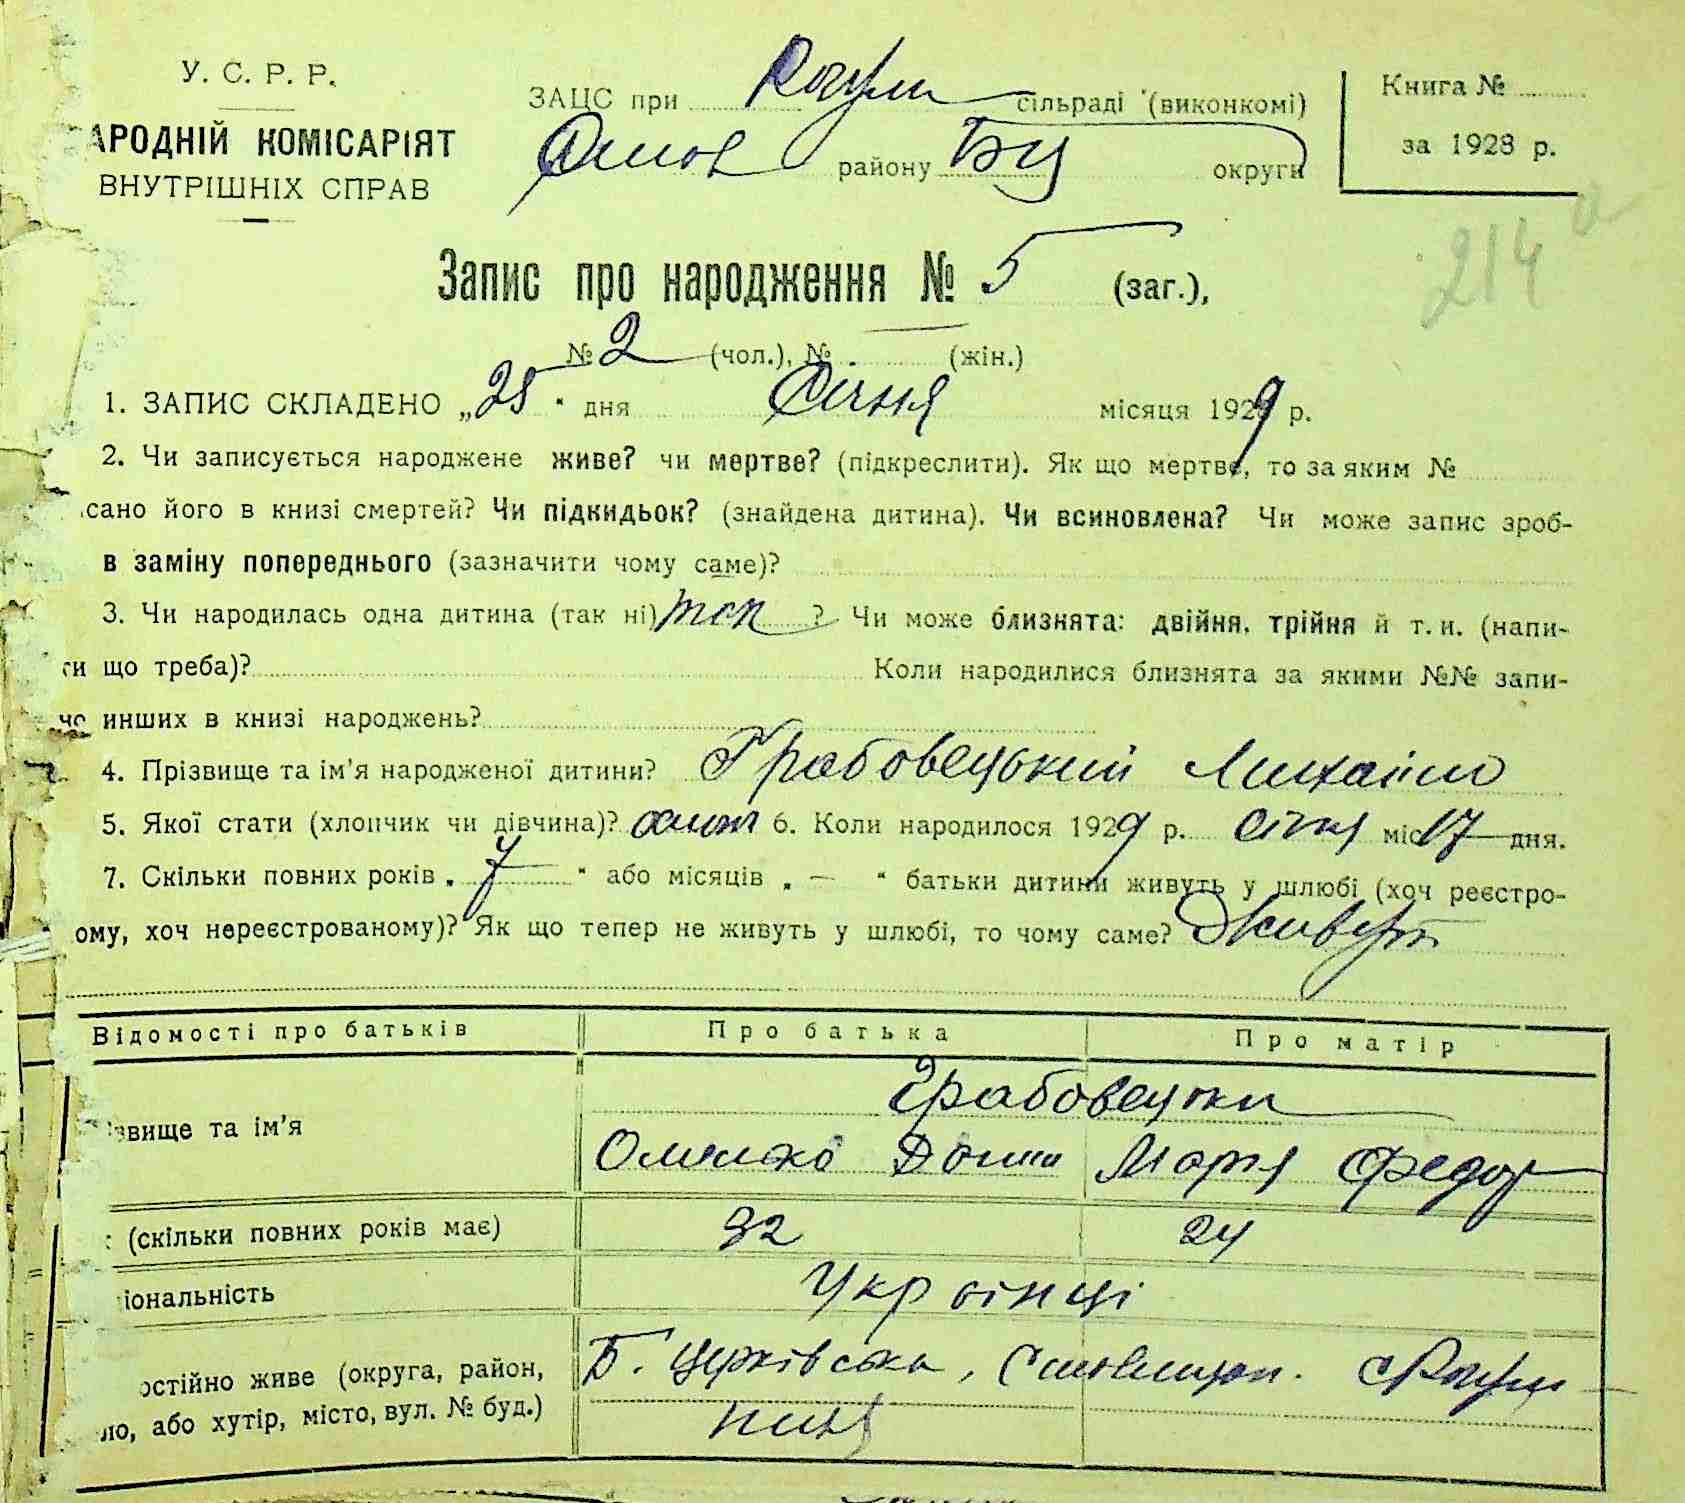 У. С. Р. Р.
АРОДНІЙ КОМІСАРІЯТ
ВНУТРІШНІХ СПРАВ
ЗАЦС при Рогузн сільраді (виконкомі)
району Бц округи
Книга №
за 1928 р.
214
Запис про народження № 5 (заг.),
№ 2 (чол.), № (жін.)
1. ЗАПИС СКЛАДЕНО „25“ дня Січня місяця 1929 р.
2. Чи записується народжене живе? чи мертве? (підкреслити). Як що мертве, то за яким №
сано його в книзі смертей? Чи підкидьок? (знайдена дитина). Чи всиновлена? Чи може запис зроб-
в заміну попереднього (зазначити чому саме)?
3. Чи народилась одна дитина (так ні) так ? Чи може близнята: двійня, трійня й т. и. (напи-
ти що треба)? Коли народилися близнята за якими №№ запи-
но инших в книзі народжень?
4. Прізвище та ім'я народженої дитини? Грабовецький Михайло
5. Якої стати (хлопчик чи дівчина)? хлоп 6. Коли народилося 1929 р. січня міс 17 дня.
7. Скільки повних років „ 7 “ або місяців „ — “ батьки дитини живуть у шлюбі (хоч реєстро-
ому, хоч нереєстрованому)? Як що тепер не живуть у шлюбі, то чому саме? Живуть
Відомості про батьків Про батька Про матір
звище та ім'я Грабовецьки
Омелько Марія Федор
(скільки повних років має) 32 24
іональність Українці
остійно живе (округа, район, Б. Церківська,
ло, або хутір, місто, вул. № буд.)